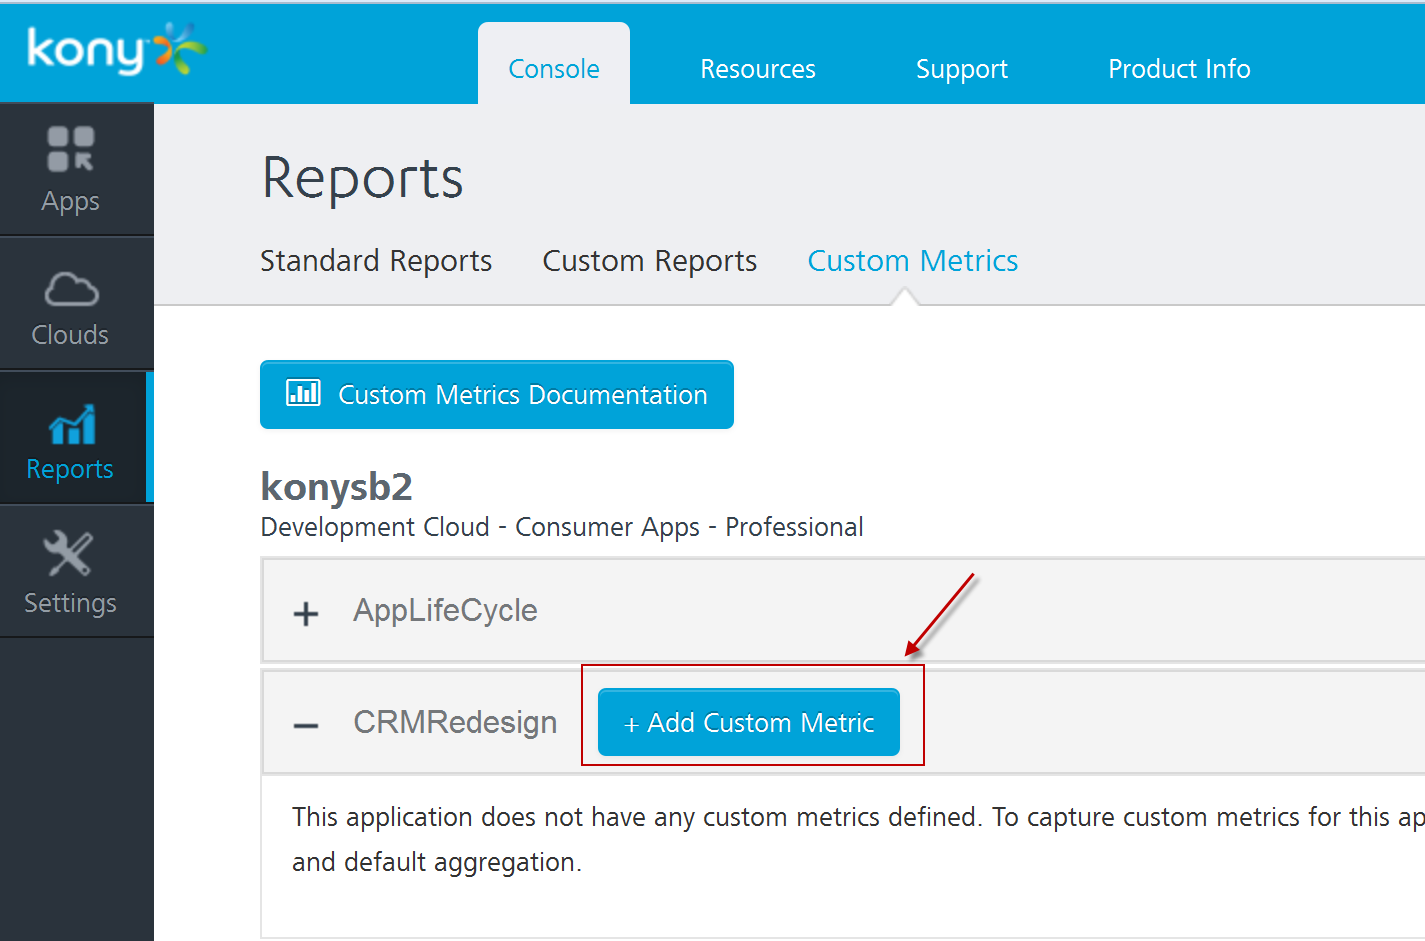 kony
Console
Resources
Support
Product Info
Apps
Clouds
Reports
Settings
Reports
Standard Reports
Custom Reports
Custom Metrics
Custom Metrics Documentation
konysb2
Development Cloud - Consumer Apps - Professional
+ AppLifeCycle
– CRMRedesign
+ Add Custom Metric
This application does not have any custom metrics defined. To capture custom metrics for this ap
and default aggregation.